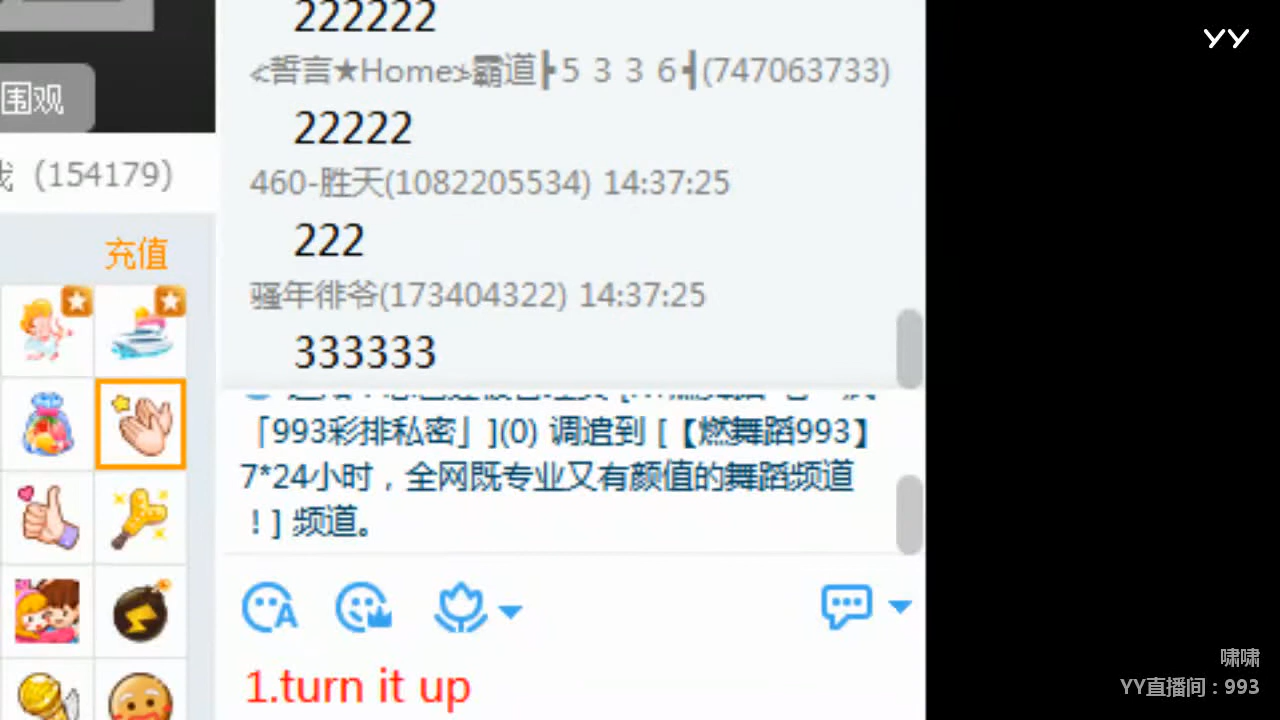 222222
≮誓言★Home≯霸道┣5 3 3 6┫(747063733)
22222
460-胜天(1082205534) 14:37:25
222
骚年徘爷(173404322) 14:37:25
333333
「993彩排私密」](0) 调遣到 [【燃舞蹈993】
7*24小时，全网既专业又有颜值的舞蹈频道
！] 频道。
1.turn it up
围观
(154179)
充值
YY
啸啸
YY直播间：993